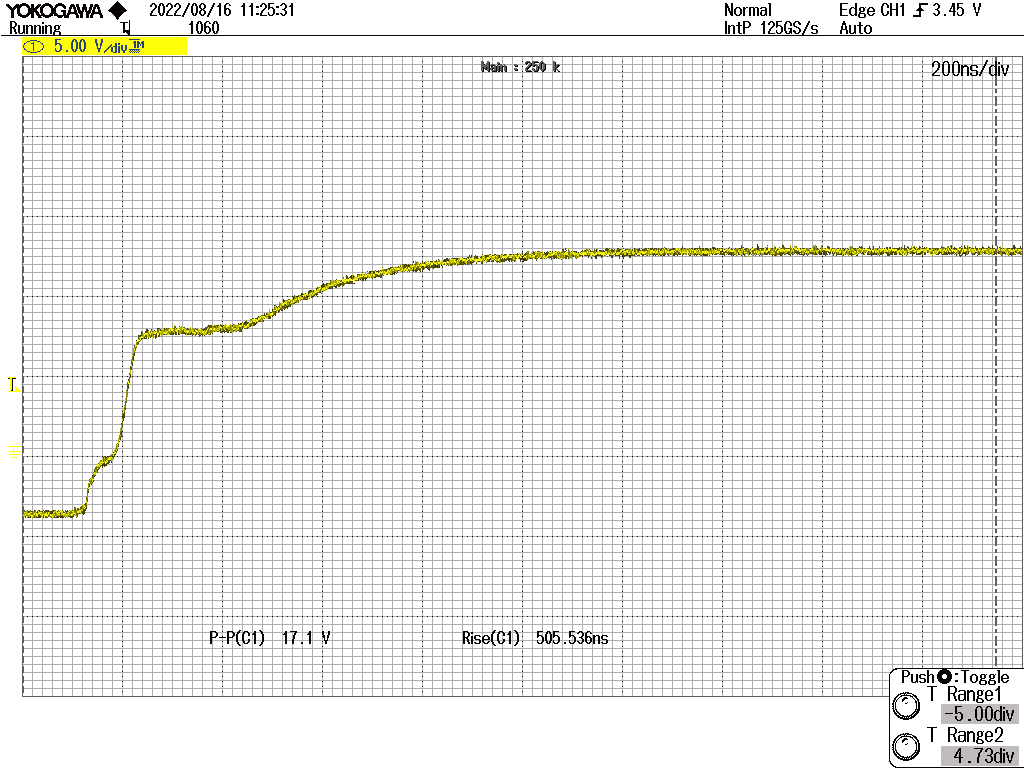 YOKOGAWA ◆ 2022/08/16 11:25:31 Normal Edge CH1 3.45 V
Running T 1060 IntP 125GS/s Auto
1 5.00 V/div 1M
Main : 250 k
200ns/div
T
P-P(C1) 17.1 V Rise(C1) 505.536ns
Push :Toggle
T Range1
-5.00div
T Range2
4.73div